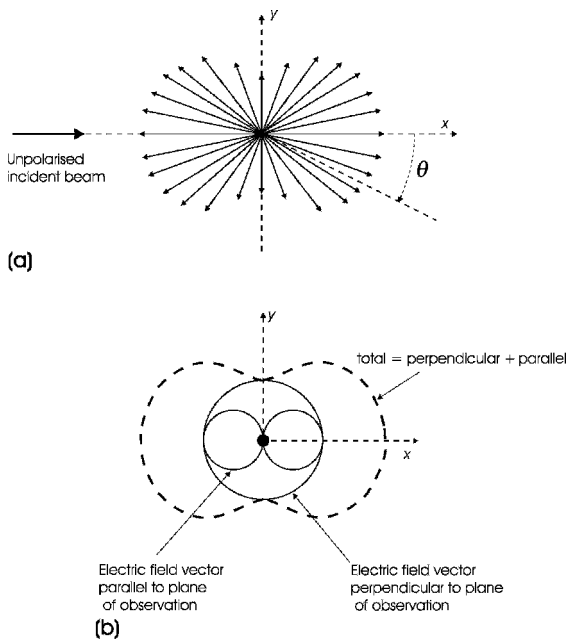 y
x
Unpolarised
incident beam
θ
(a)
y
total = perpendicular + parallel
x
Electric field vector
parallel to plane
of observation
Electric field vector
perpendicular to plane
of observation
(b)